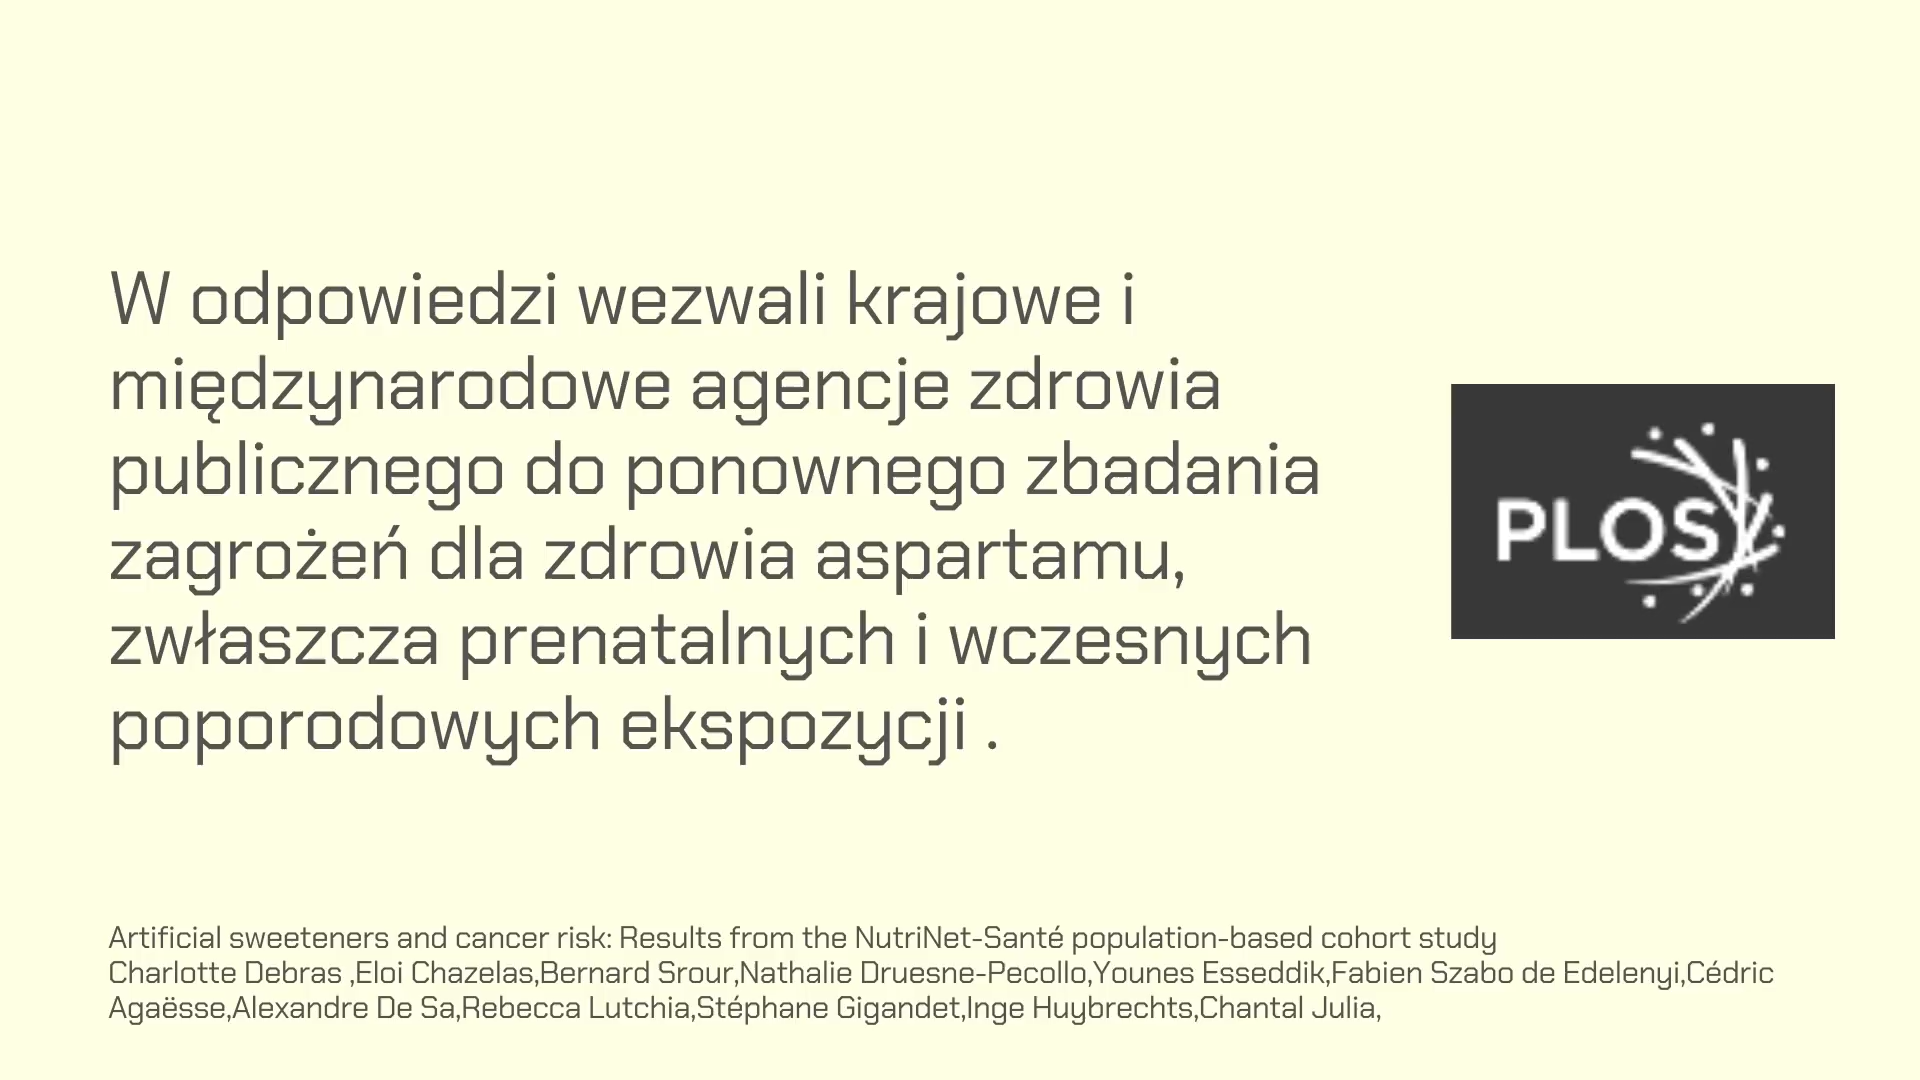 W odpowiedzi wezwali krajowe i
międzynarodowe agencje zdrowia
publicznego do ponownego zbadania
zagrożeń dla zdrowia aspartamu,
zwłaszcza prenatalnych i wczesnych
poporodowych ekspozycji .
PLOS
Artificial sweeteners and cancer risk: Results from the NutriNet-Santé population-based cohort study
Charlotte Debras ,Eloi Chazelas,Bernard Srour,Nathalie Druesne-Pecollo,Younes Esseddik,Fabien Szabo de Edelenyi,Cédric
Agaësse,Alexandre De Sa,Rebecca Lutchia,Stéphane Gigandet,Inge Huybrechts,Chantal Julia,